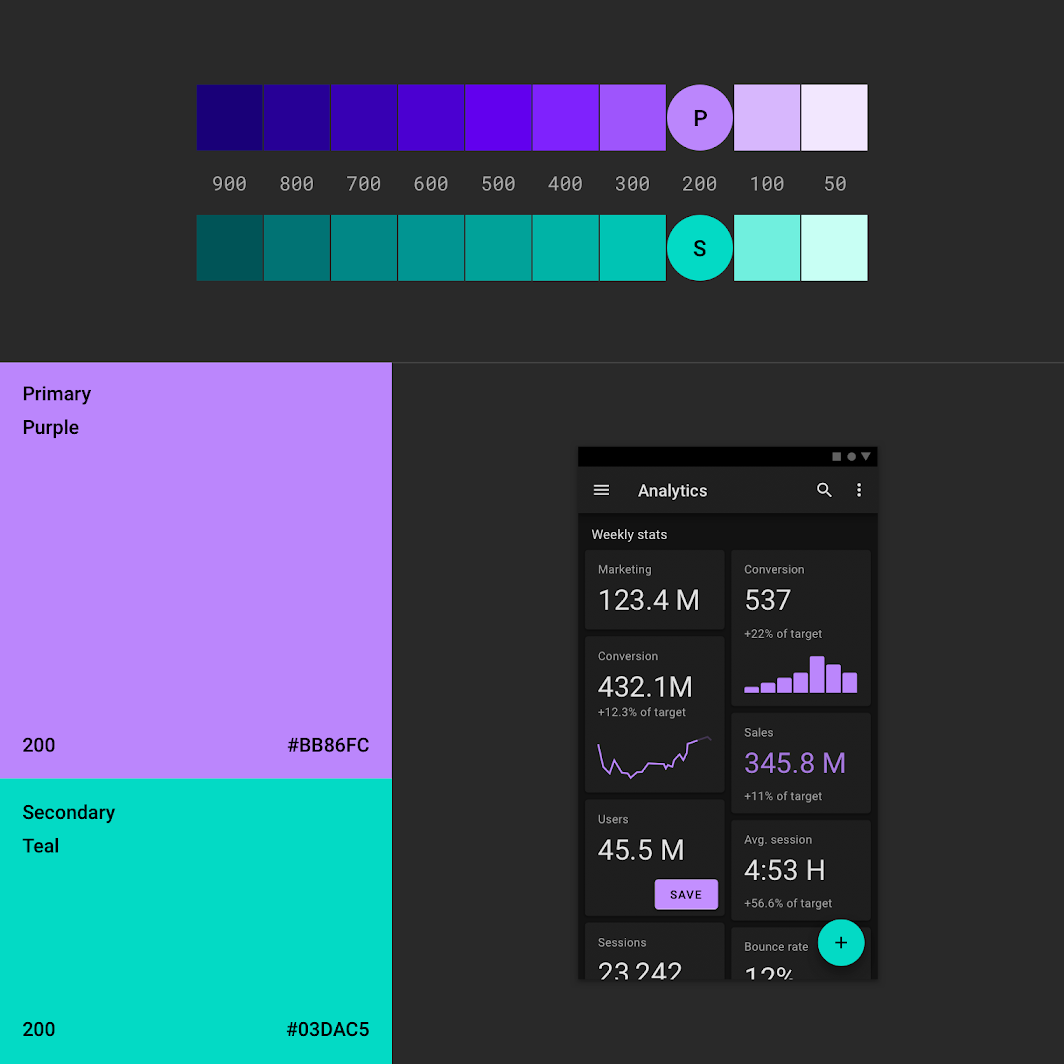 P
900 800 700 600 500 400 300 200 100 50
S
Primary
Purple
200 #BB86FC
Secondary
Teal
200 #03DAC5
Analytics
Weekly stats
Marketing
123.4 M
Conversion
432.1M
+12.3% of target
Users
45.5 M
SAVE
Sessions
23 242
Conversion
537
+22% of target
Sales
345.8 M
+11% of target
Avg. session
4:53 H
+56.6% of target
Bounce rate
12%
+